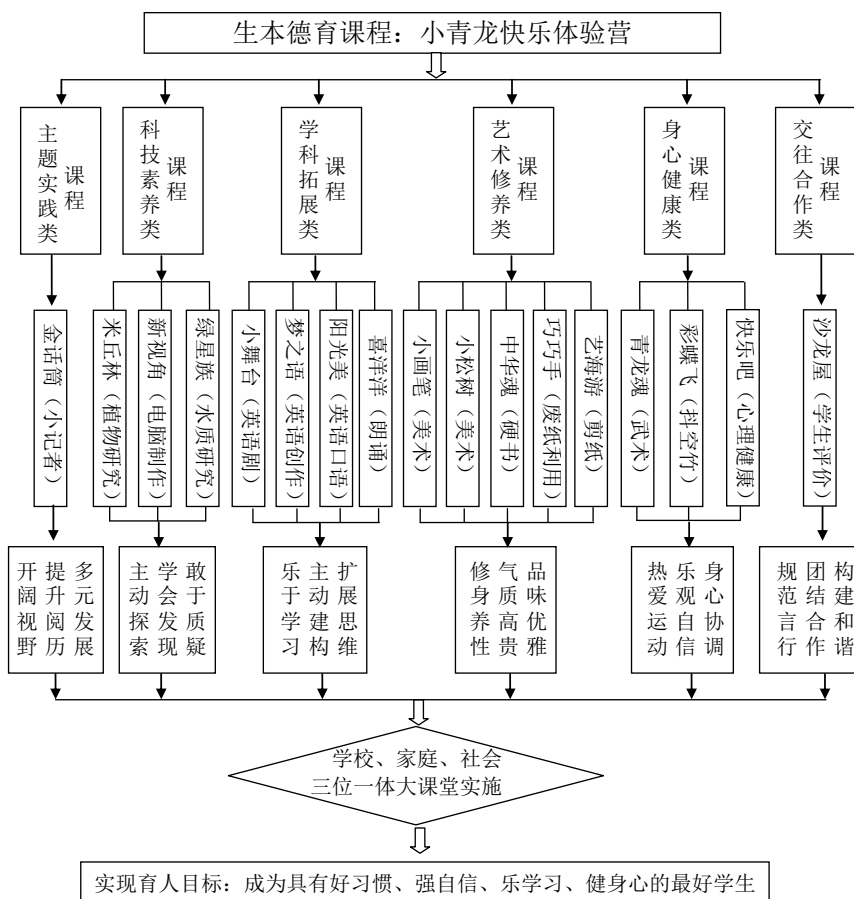 生本德育课程：小青龙快乐体验营
主题实践类
课程
科技素养类
课程
学科拓展类
课程
艺术修养类
课程
身心健康类
课程
交往合作类
课程
金话筒（小记者）
米丘林（植物研究）
新视角（电脑制作）
绿星族（水质研究）
小舞台（英语剧）
梦之语（英语创作）
阳光美（英语口语）
喜洋洋（朗诵）
小画笔（美术）
小松树（美术）
中华魂（硬书）
巧巧手（废纸利用）
艺海游（剪纸）
青龙魂（武术）
彩蝶飞（抖空竹）
快乐吧（心理健康）
沙龙屋（学生评价）
开阔视野
提升阅历
多元发展
主动探索
学会发现
敢于质疑
乐于学习
主动建构
扩展思维
修身养性
气质高贵
品味优雅
热爱运动
乐观自信
身心协调
规范言行
团结合作
构建和谐
学校、家庭、社会
三位一体大课堂实施
实现育人目标：成为具有好习惯、强自信、乐学习、健身心的最好学生